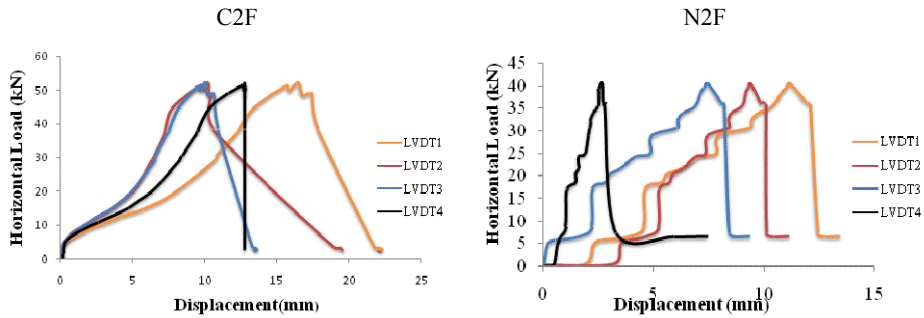 C2F
Horizontal Load (kN)
60
50
40
30
20
10
0
0 5 10 15 20 25
Displacement(mm)
LVDT1
LVDT2
LVDT3
LVDT4
N2F
Horizontal Load (kN)
45
40
35
30
25
20
15
10
5
0
0 5 10 15
Displacement (mm)
LVDT1
LVDT2
LVDT3
LVDT4